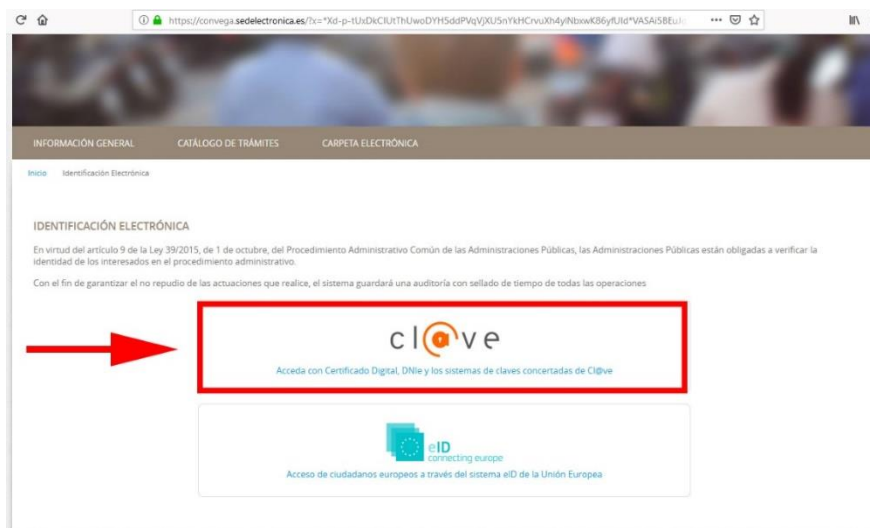 https://convega.sedelectronica.es
INFORMACIÓN GENERAL CATÁLOGO DE TRÁMITES CARPETA ELECTRÓNICA
Inicio Identificación Electrónica
IDENTIFICACIÓN ELECTRÓNICA
En virtud del artículo 9 de la Ley 39/2015, de 1 de octubre, del Procedimiento Administrativo Común de las Administraciones Públicas, las Administraciones Públicas están obligadas a verificar la
identidad de los interesados en el procedimiento administrativo.
Con el fin de garantizar el no repudio de las actuaciones que realice, el sistema guardará una auditoría con sellado de tiempo de todas las operaciones
cl@ve
Acceda con Certificado Digital, DNIe y los sistemas de claves concertadas de Cl@ve
eID
connecting europe
Acceso de ciudadanos europeos a través del sistema eID de la Unión Europea